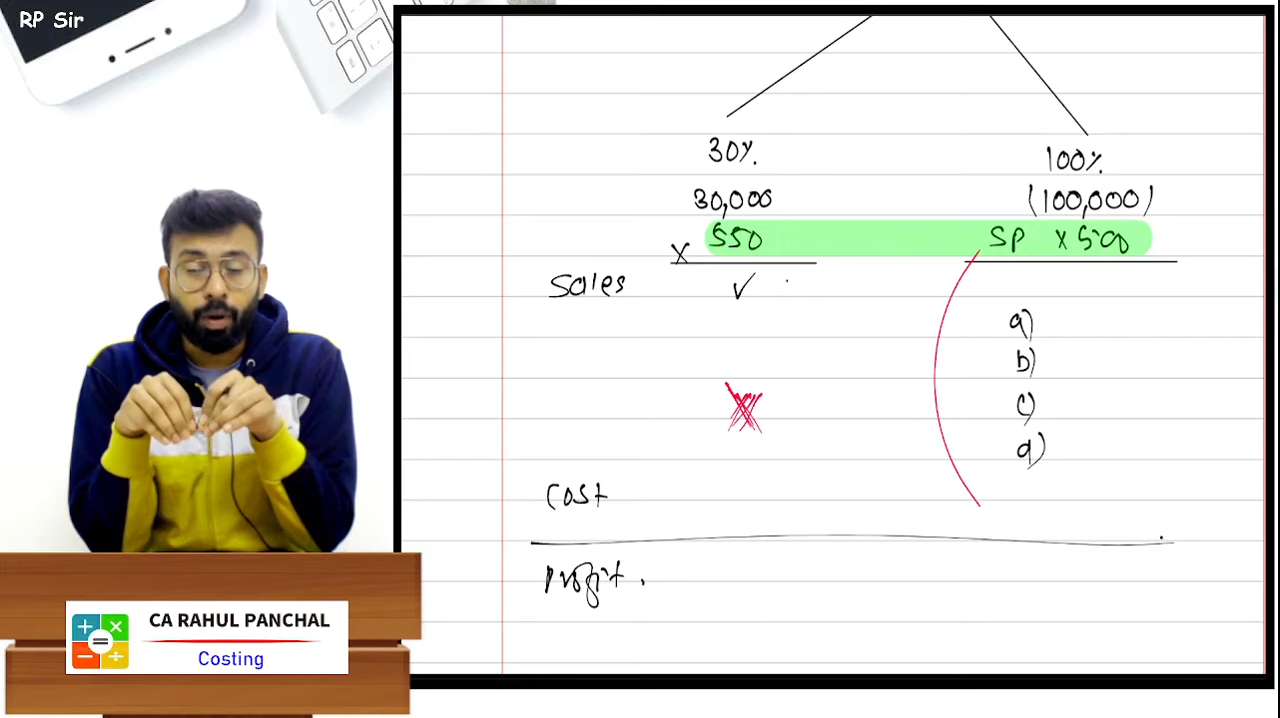 RP Sir
30% 100%
30,000 (100,000)
x 550 SP x 500
Sales ✓
a)
b)
c)
d)
Cost
Profit.
CA RAHUL PANCHAL
Costing